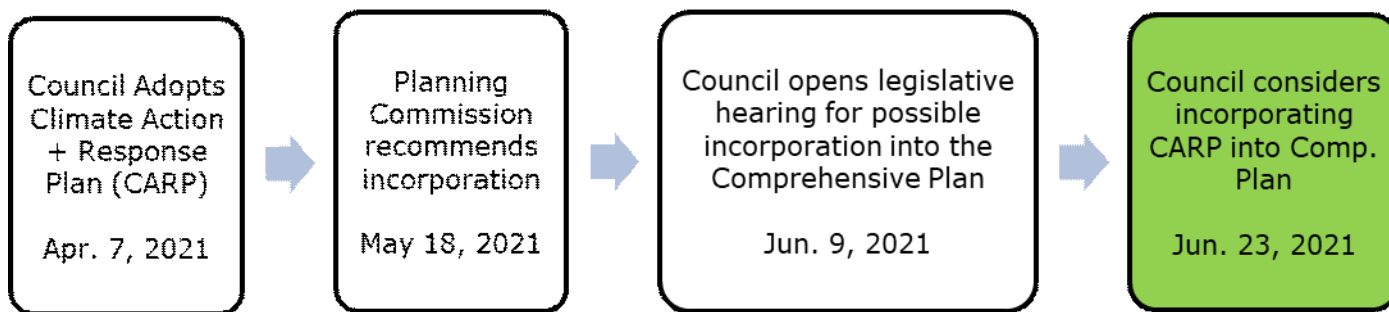 Council Adopts
Climate Action
+ Response
Plan (CARP)
Apr. 7, 2021
Planning
Commission
recommends
incorporation
May 18, 2021
Council opens legislative
hearing for possible
incorporation into the
Comprehensive Plan
Jun. 9, 2021
Council considers
incorporating
CARP into Comp.
Plan
Jun. 23, 2021